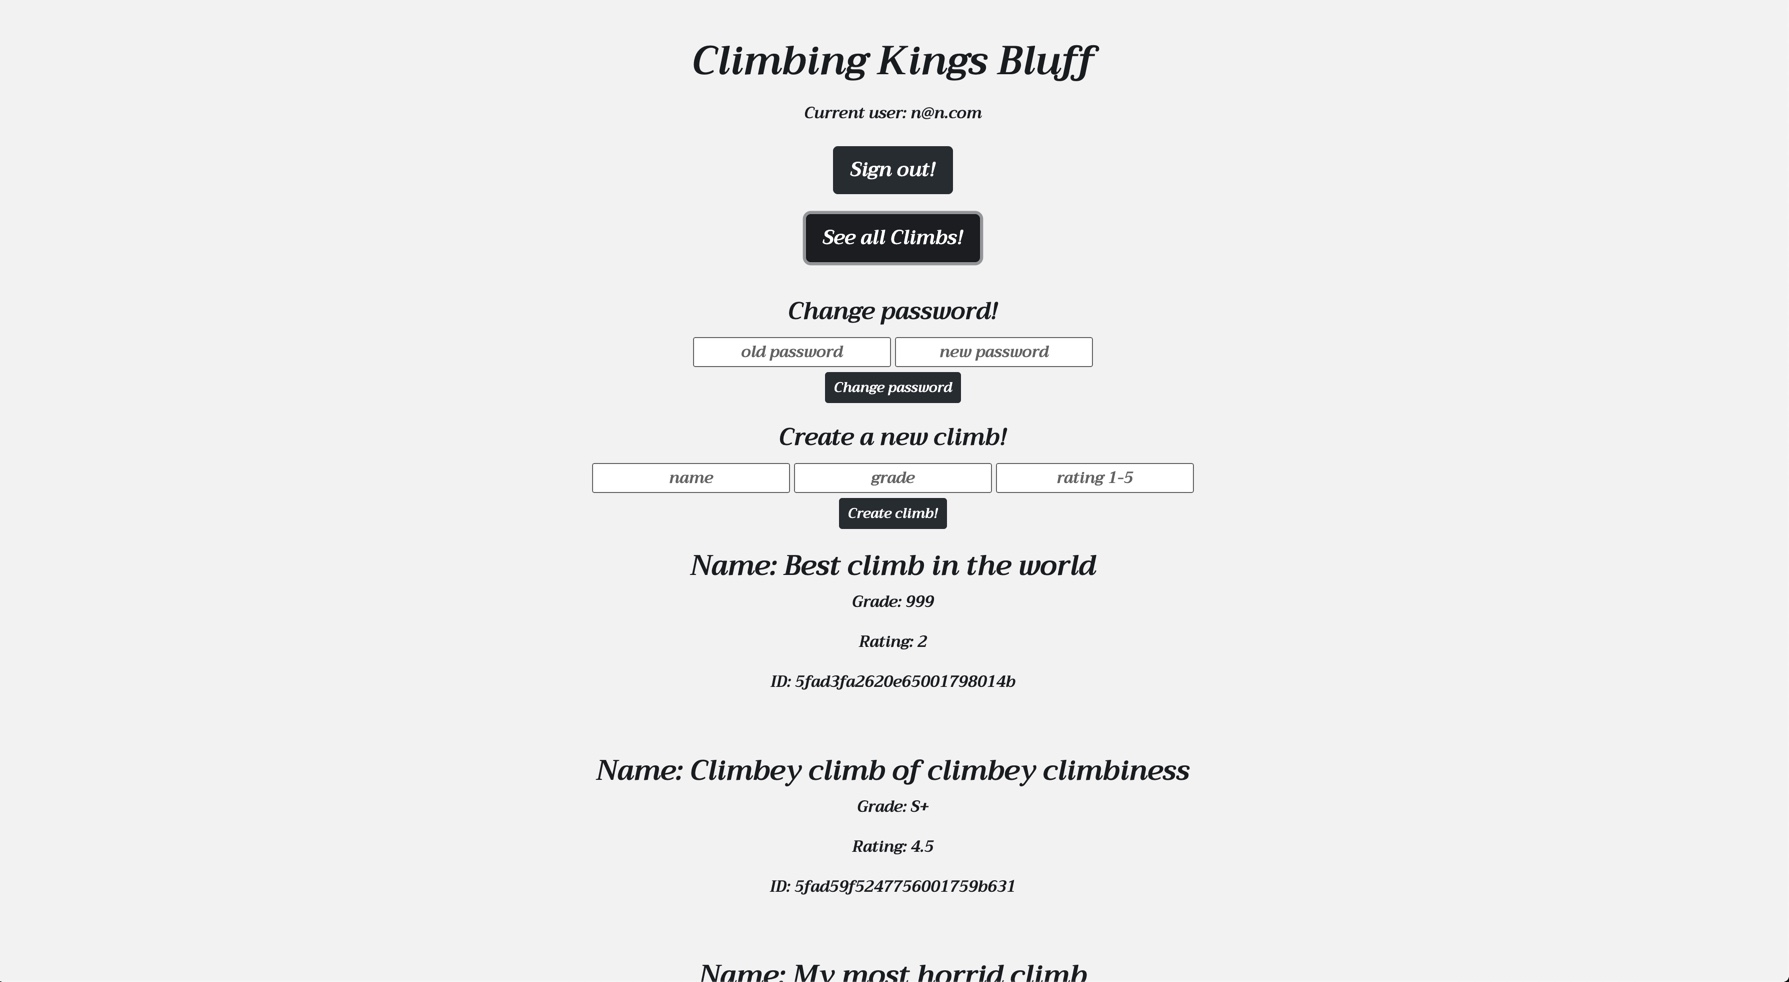 Climbing Kings Bluff
Current user: n@n.com
Sign out!
See all Climbs!
Change password!
old password new password
Change password
Create a new climb!
name grade rating 1-5
Create climb!
Name: Best climb in the world
Grade: 999
Rating: 2
ID: 5fad3fa2620e65001798014b
Name: Climbey climb of climbey climbiness
Grade: S+
Rating: 4.5
ID: 5fad59f5247756001759b631
Name: My most horrid climb